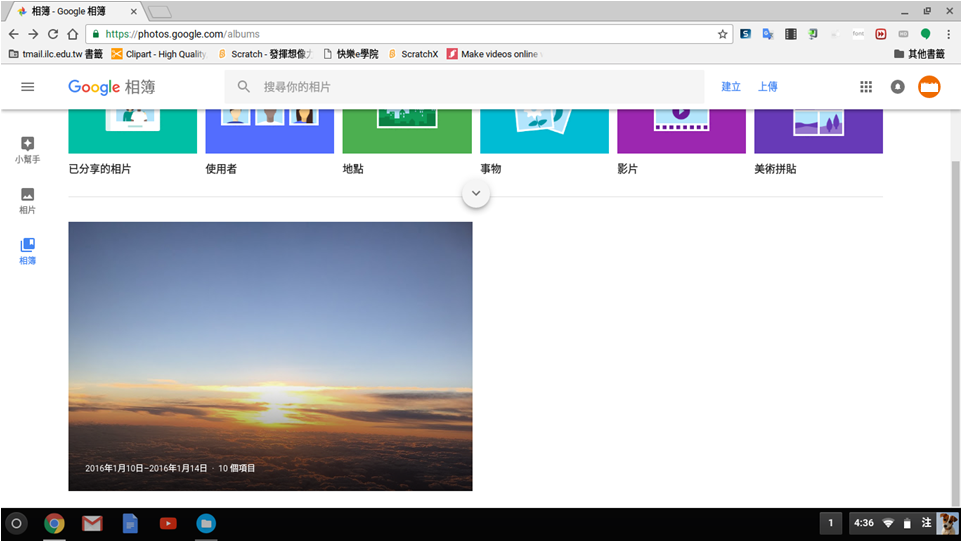 相簿 - Google 相簿
https://photos.google.com/albums
tmail.ilc.edu.tw 書籤 Clipart - High Quality Scratch - 發揮想像力 快樂e學院 ScratchX Make videos online 其他書籤
Google 相簿 搜尋你的相片 建立 上傳
小幫手
相片
相簿
已分享的相片 使用者 地點 事物 影片 美術拼貼
2016年1月10日–2016年1月14日 · 10 個項目
1 4:36 注